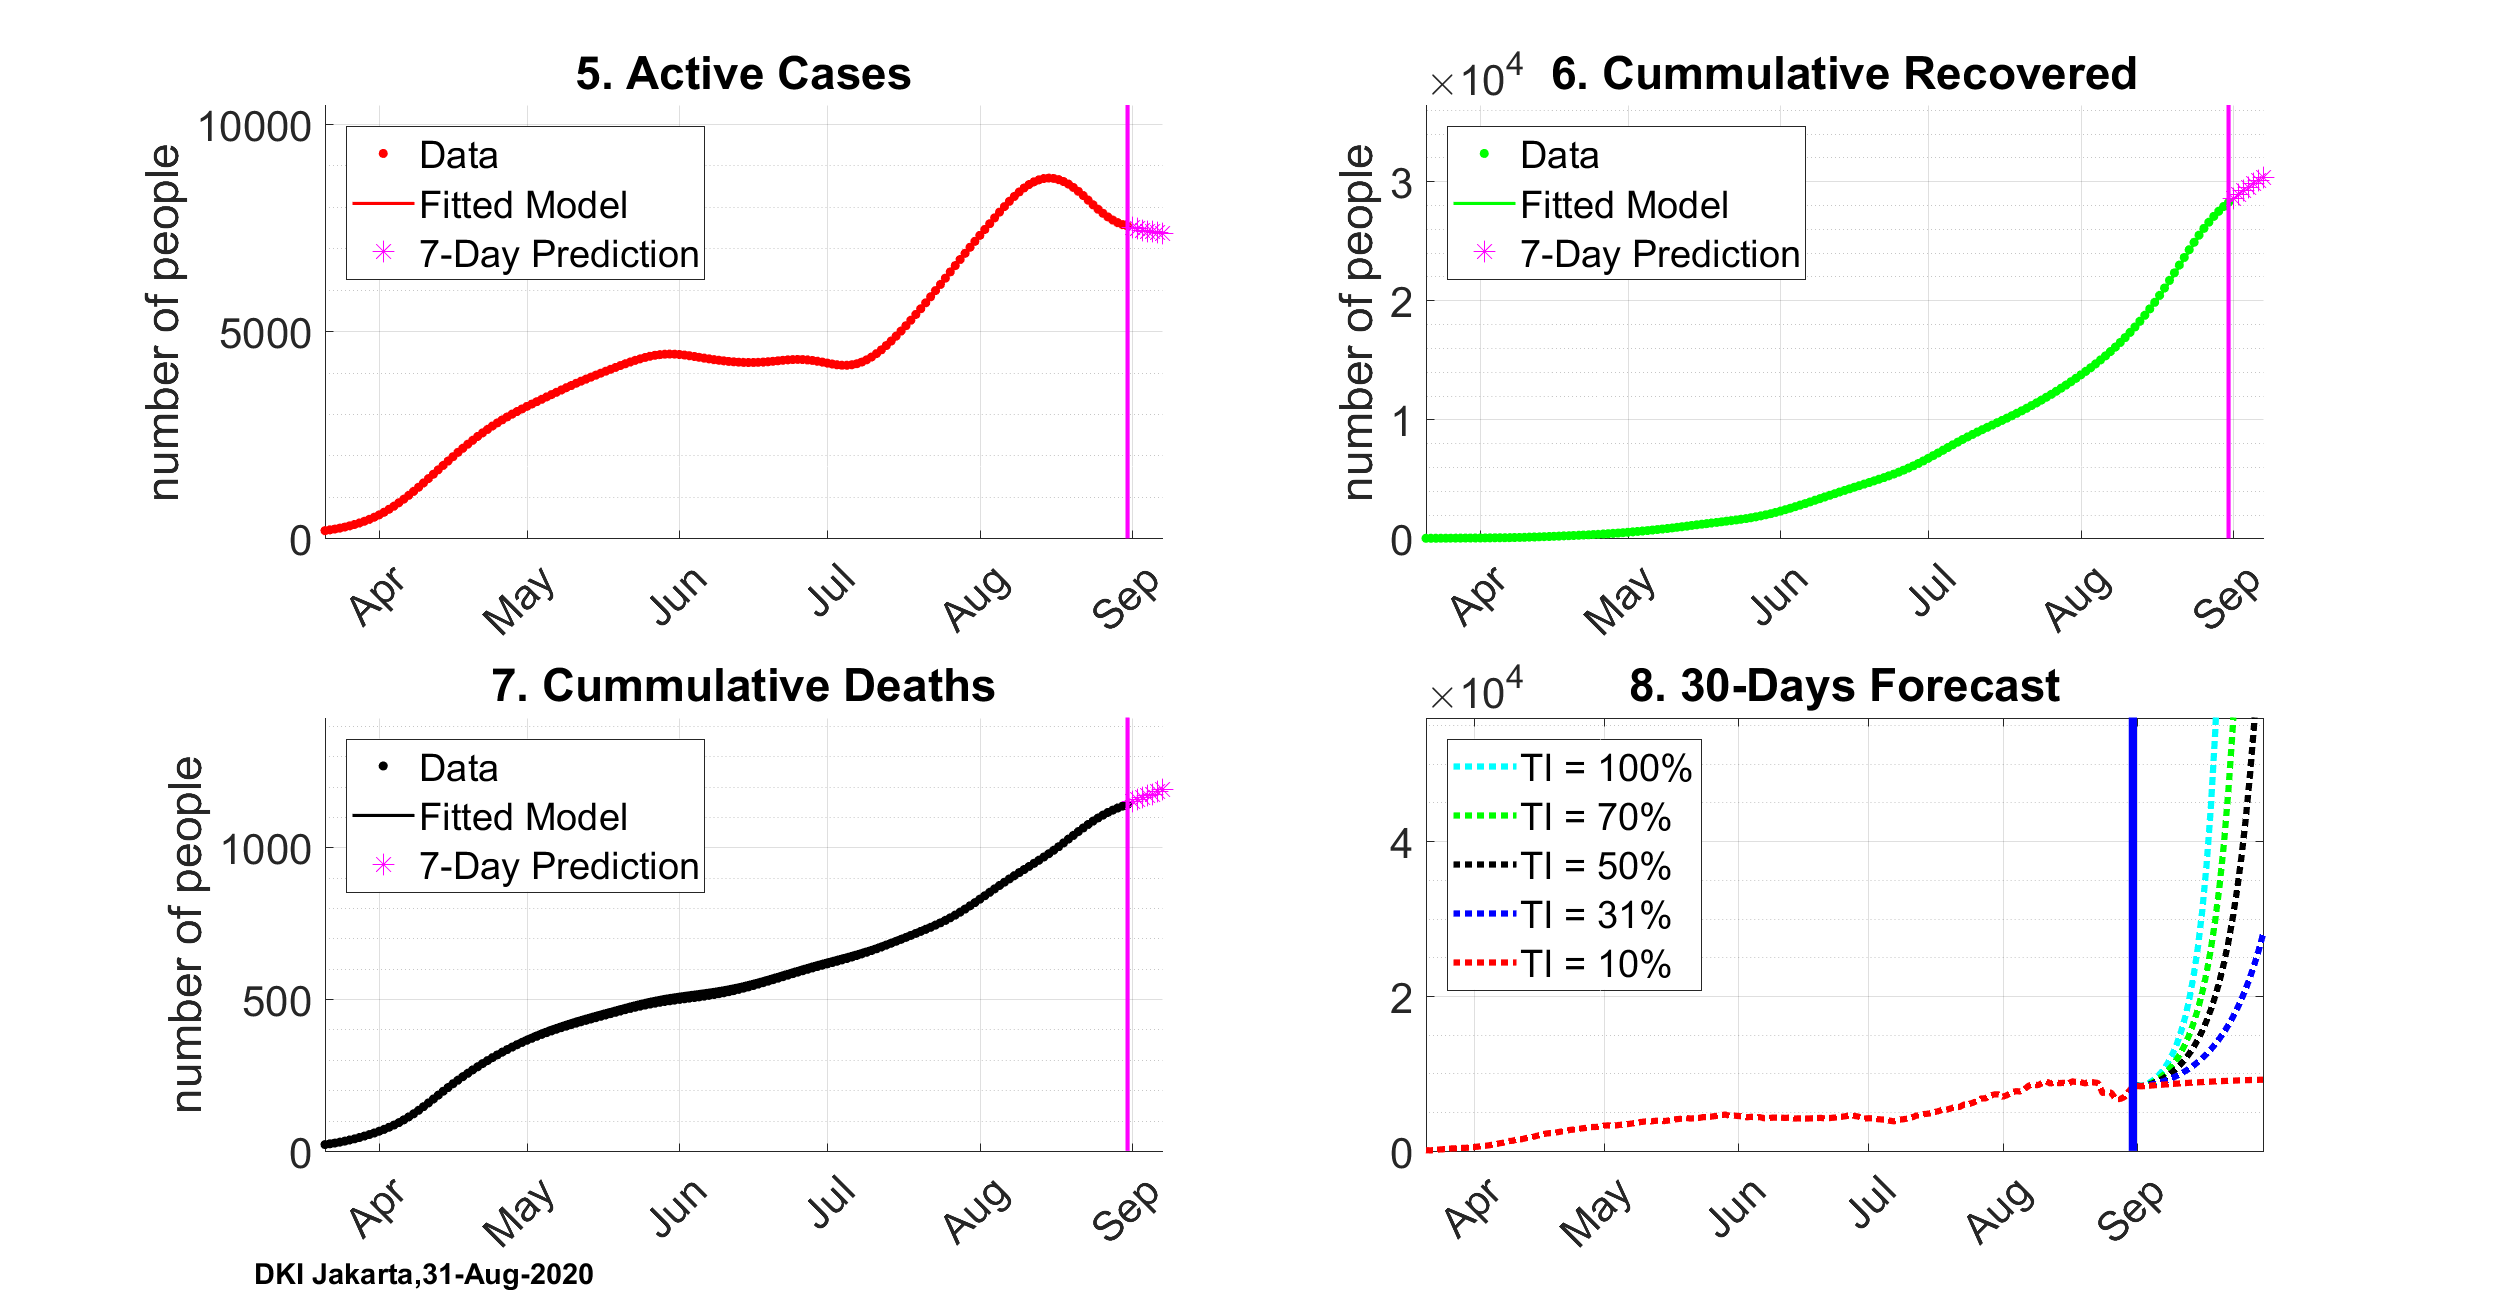 5. Active Cases
10000
5000
0
number of people
Data
Fitted Model
7-Day Prediction
Apr
May
Jun
Jul
Aug
Sep
×10⁴
6. Cummulative Recovered
3
2
1
0
number of people
Data
Fitted Model
7-Day Prediction
Apr
May
Jun
Jul
Aug
Sep
7. Cummulative Deaths
1000
500
0
number of people
Data
Fitted Model
7-Day Prediction
Apr
May
Jun
Jul
Aug
Sep
×10⁴
8. 30-Days Forecast
4
2
0
TI = 100%
TI = 70%
TI = 50%
TI = 31%
TI = 10%
Apr
May
Jun
Jul
Aug
Sep
DKI Jakarta,31-Aug-2020